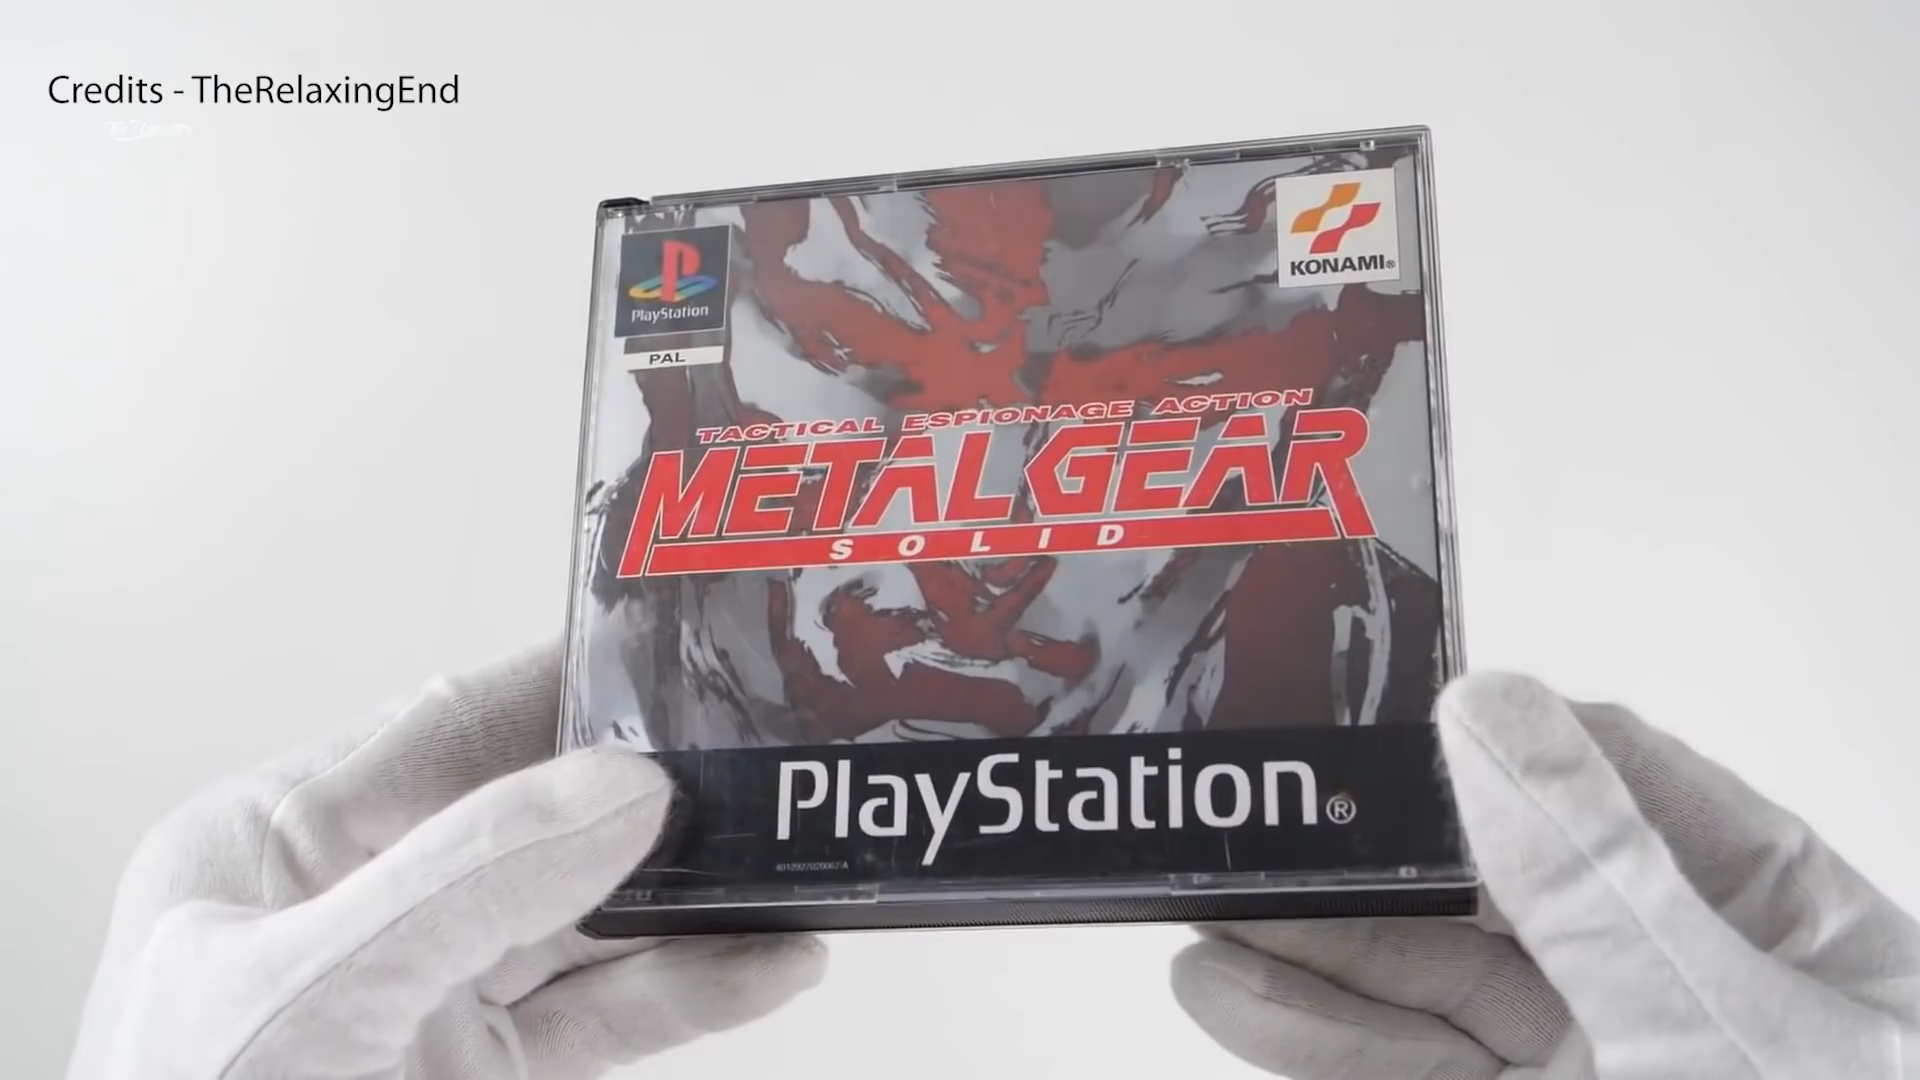 Credits - TheRelaxingEnd
KONAMI®
PlayStation
PAL
TACTICAL ESPIONAGE ACTION
METAL GEAR
SOLID
PlayStation®